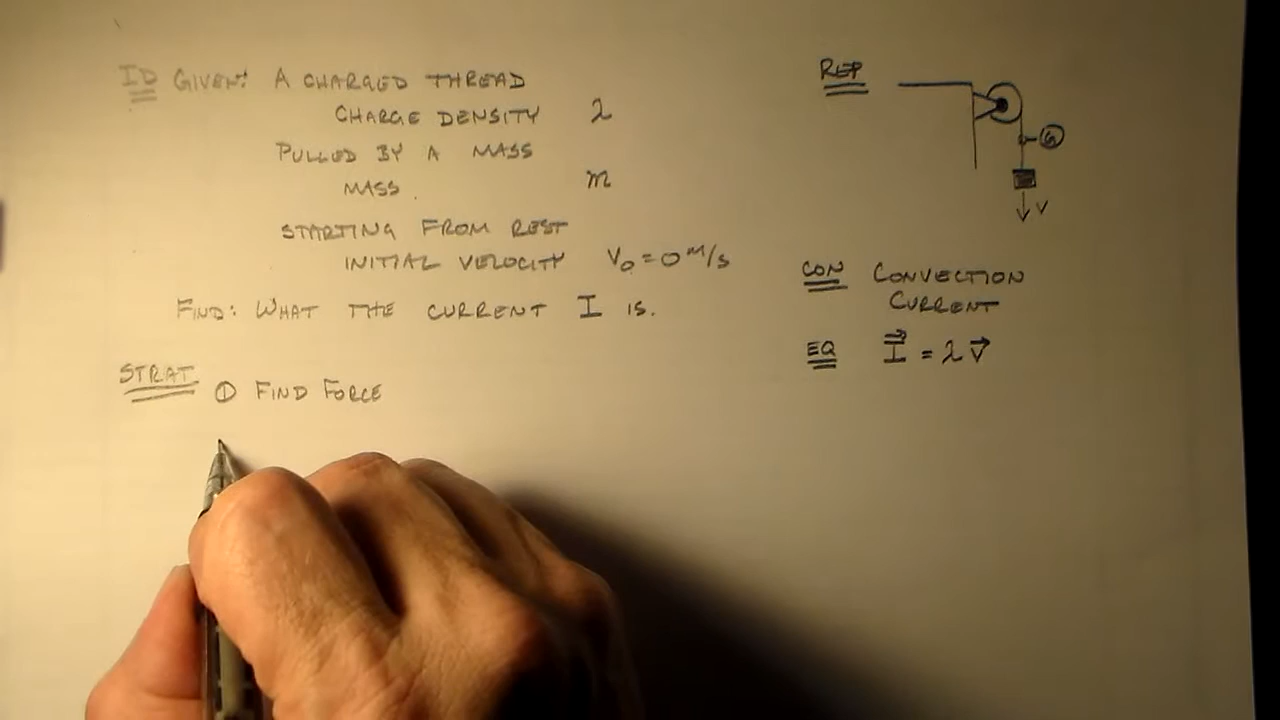 ID GIVEN: A CHARGED THREAD
CHARGE DENSITY λ
PULLED BY A MASS
MASS m
STARTING FROM REST
INITIAL VELOCITY V₀ = 0 m/s
FIND: WHAT THE CURRENT I IS.
STRAT ① FIND FORCE
REP
G
V
CON CONVECTION
CURRENT
EQ I⃗ = λV⃗